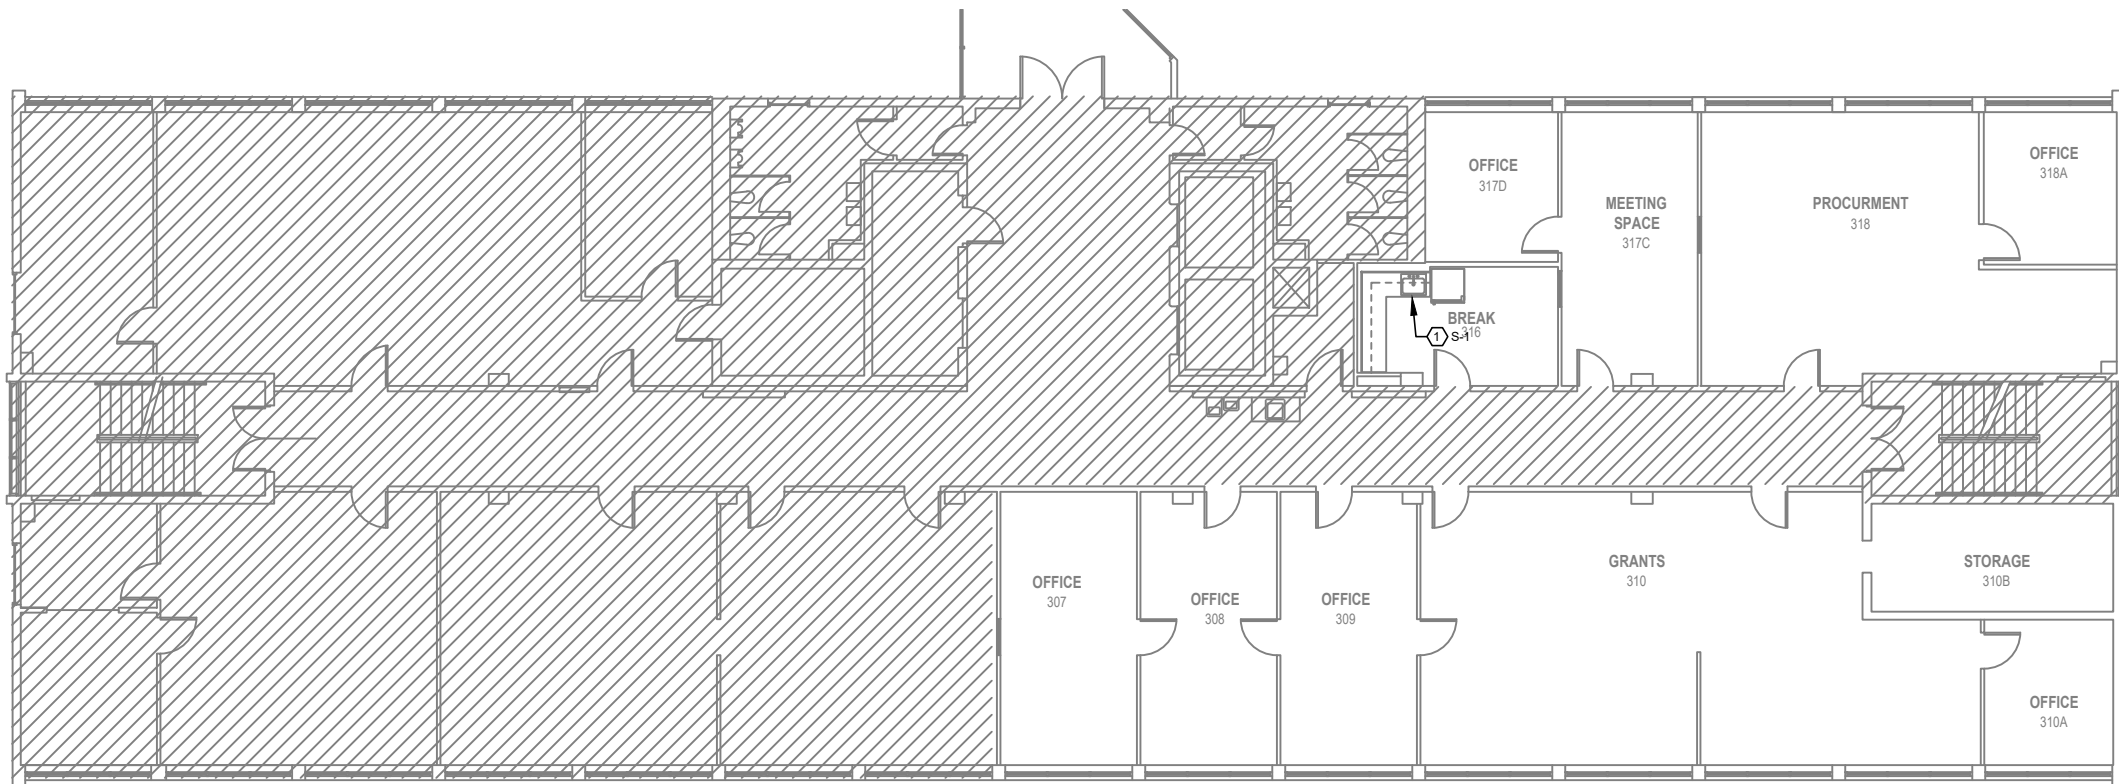 OFFICE
317D
MEETING
SPACE
317C
PROCURMENT
318
OFFICE
318A
BREAK
316
1 S-1
OFFICE
307
OFFICE
308
OFFICE
309
GRANTS
310
STORAGE
310B
OFFICE
310A